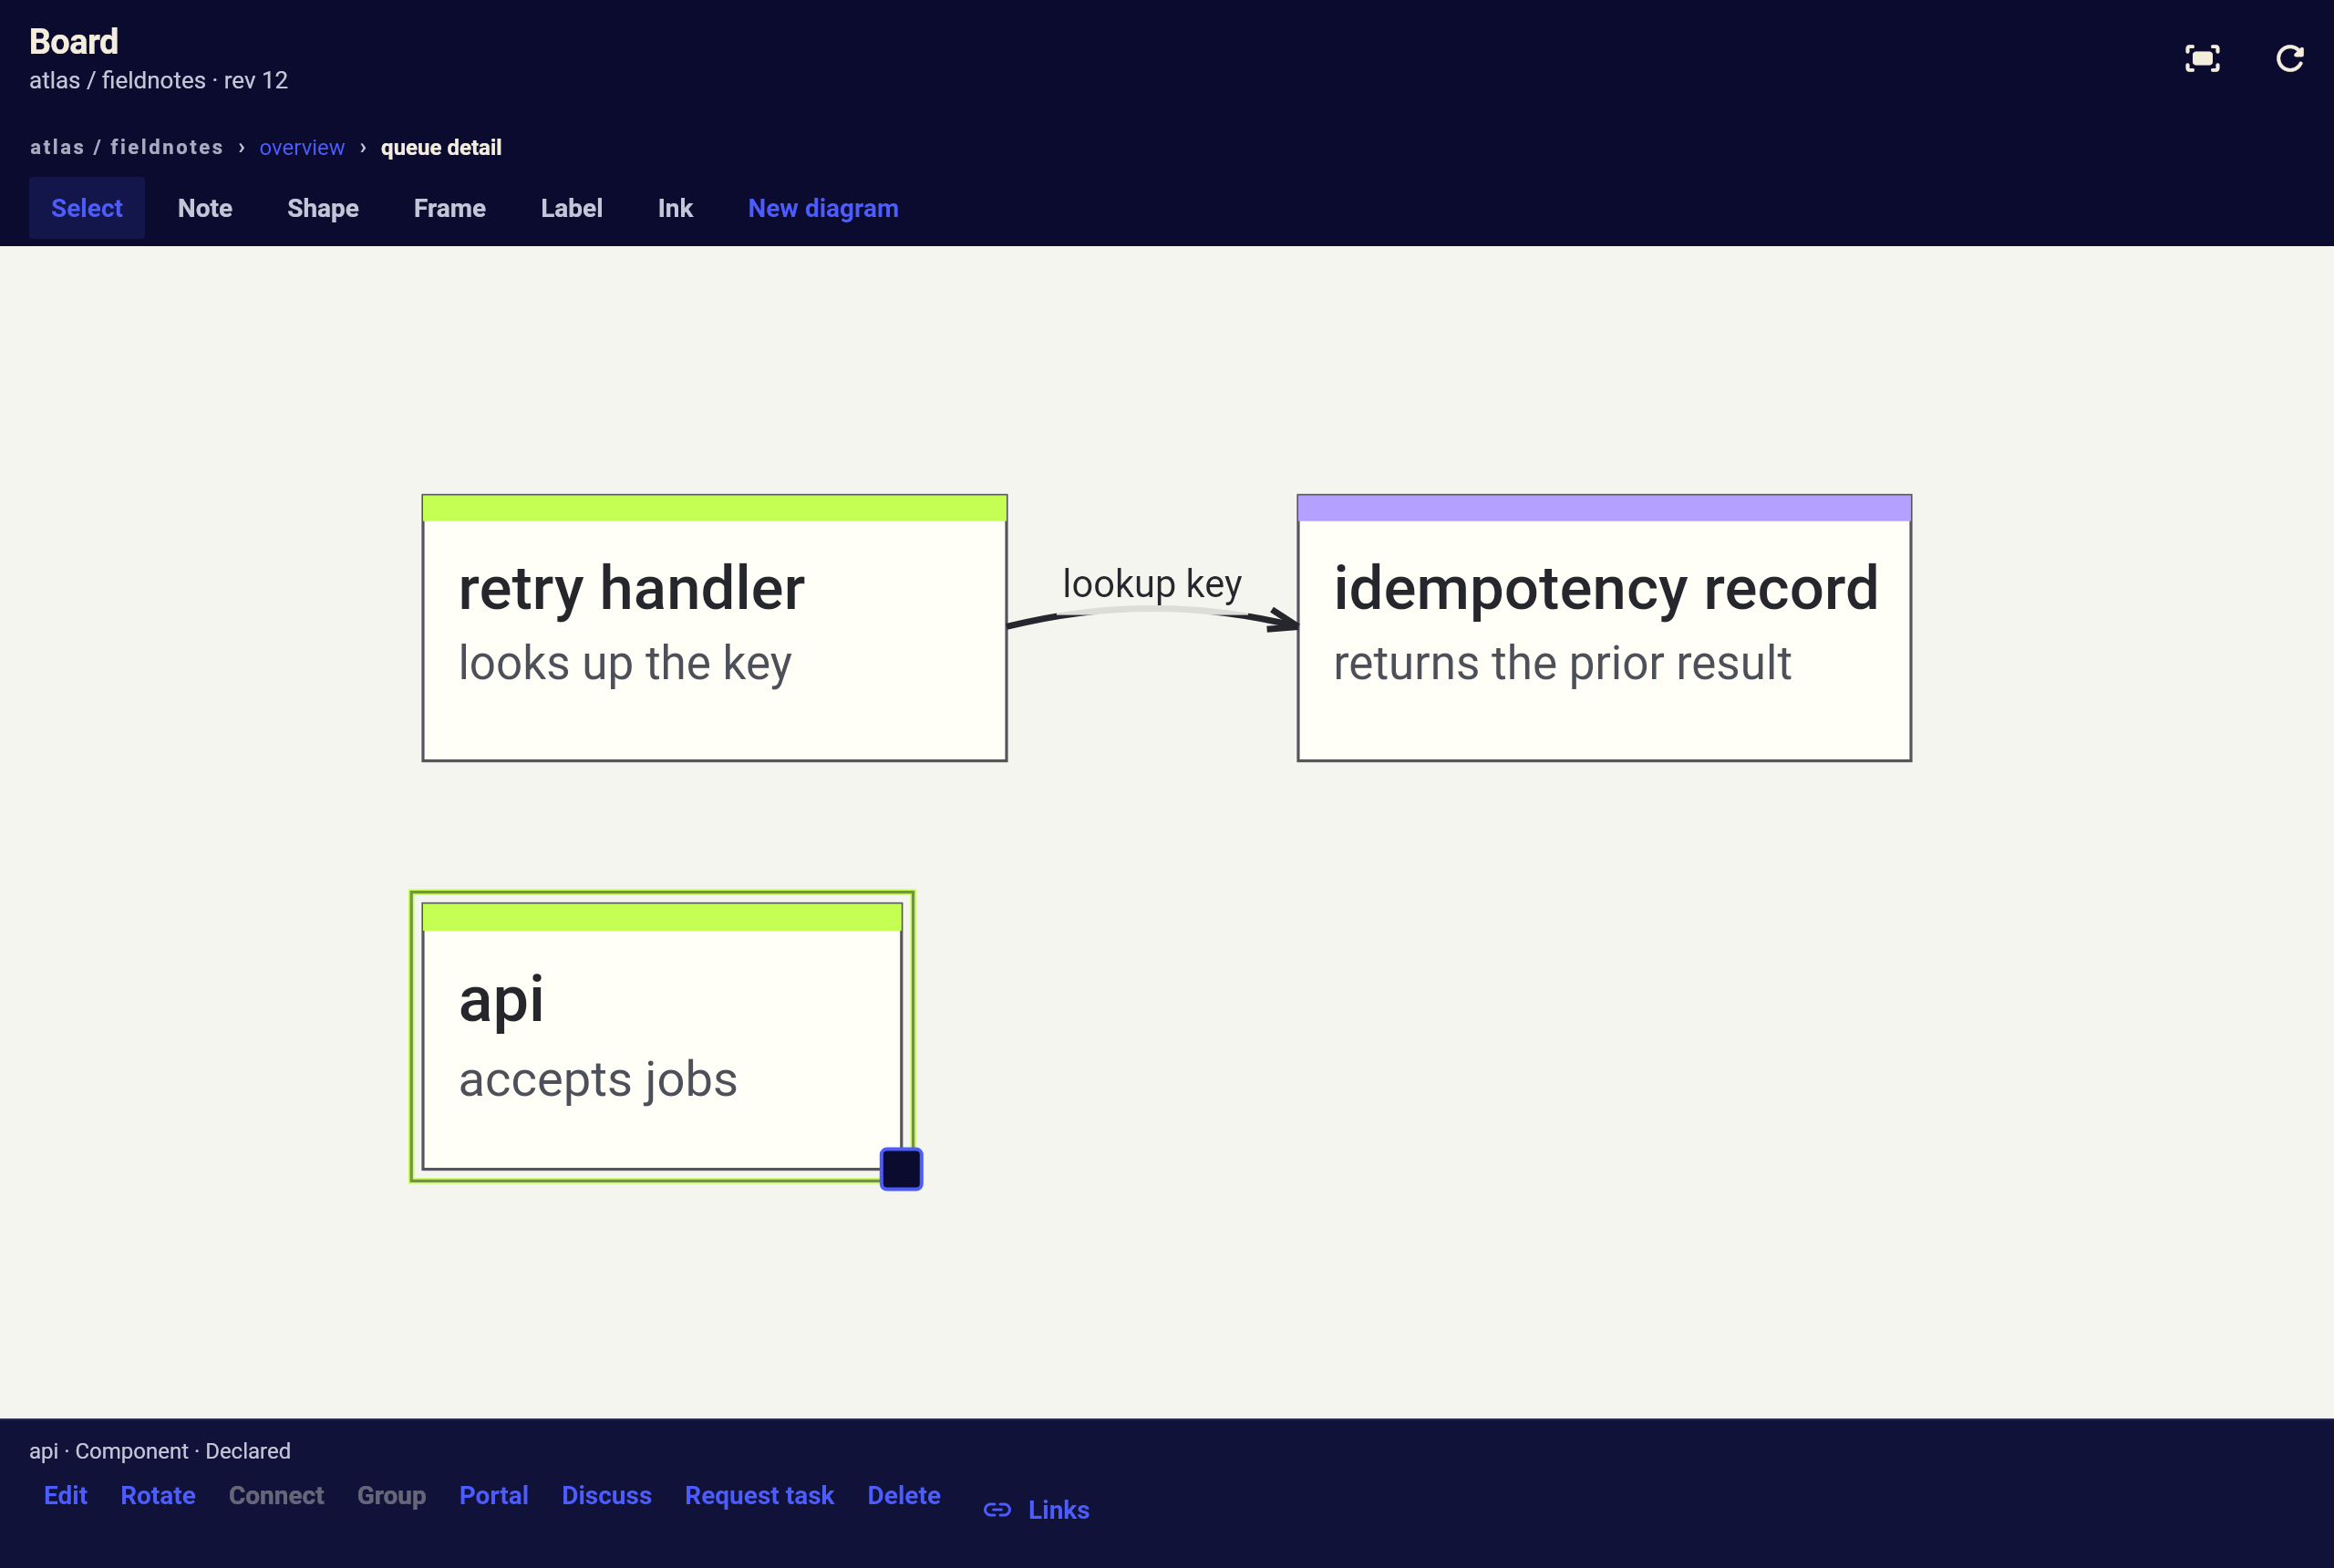 Board
atlas / fieldnotes · rev 12
atlas / fieldnotes › overview › queue detail
Select Note Shape Frame Label Ink New diagram
retry handler
looks up the key
lookup key
idempotency record
returns the prior result
api
accepts jobs
api · Component · Declared
Edit Rotate Connect Group Portal Discuss Request task Delete Links